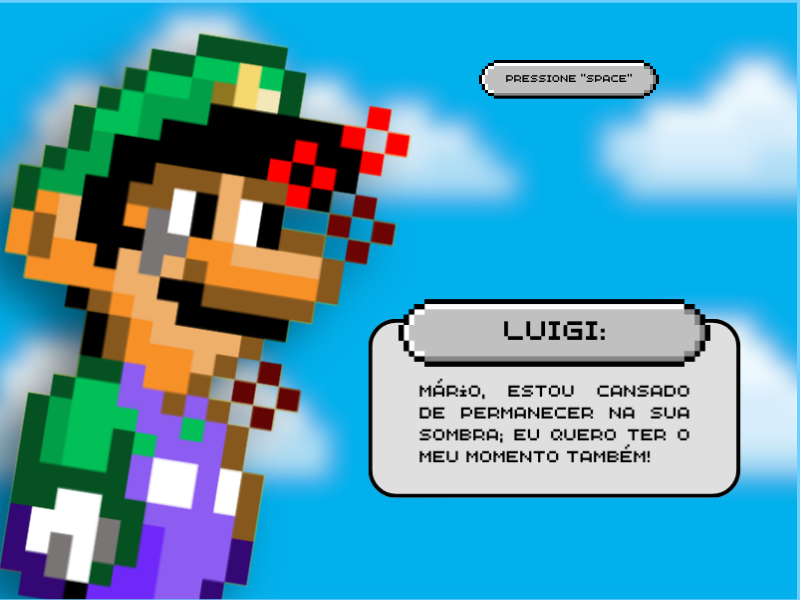 PRESSIONE "SPACE"
LUIGI:
MÁRiO, ESTOU CANSADO
DE PERMANECER NA SUA
SOMBRA; EU QUERO TER O
MEU MOMENTO TAMBÉM!